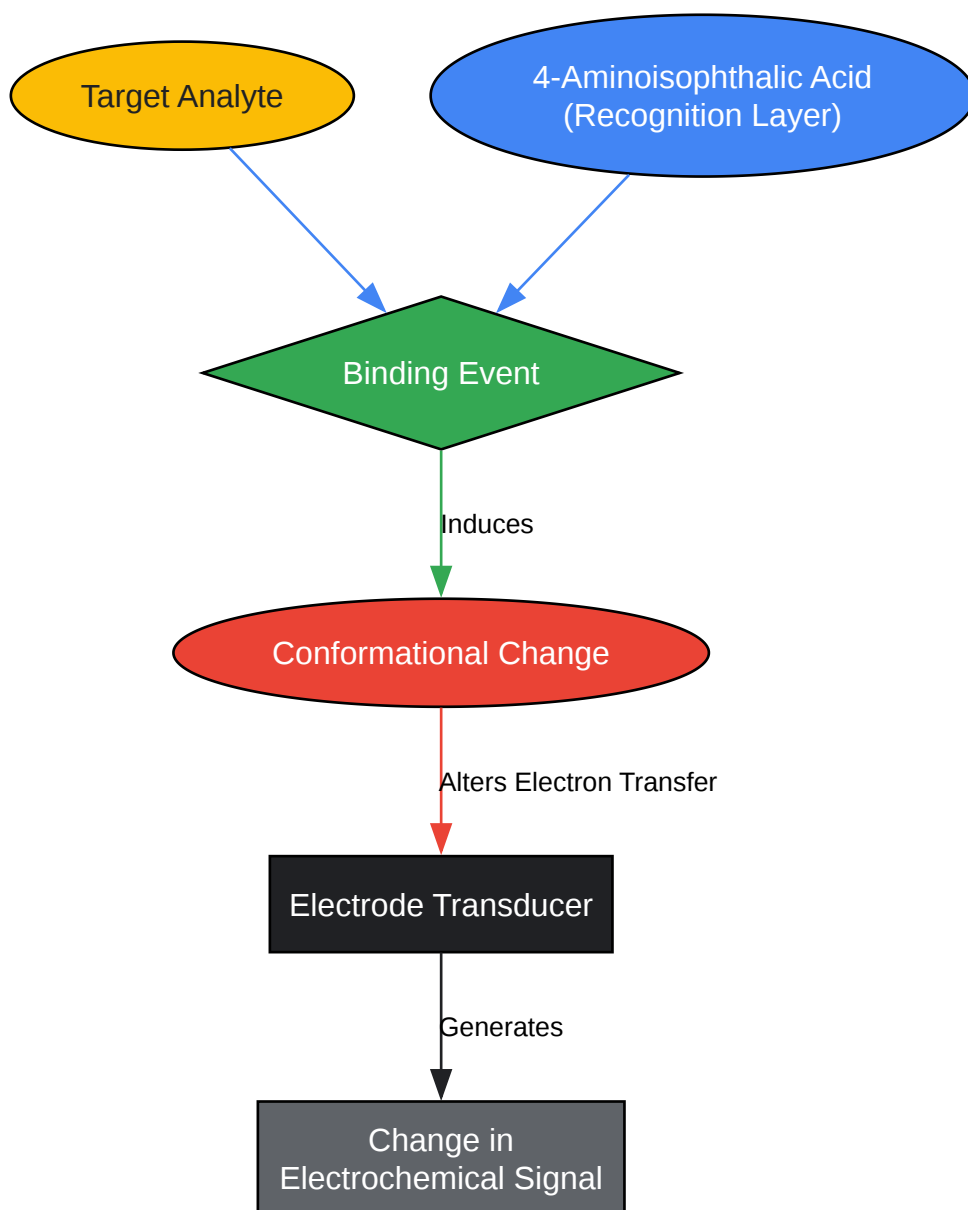 Target Analyte
4-Aminoisophthalic Acid
(Recognition Layer)
Binding Event
Induces
Conformational Change
Alters Electron Transfer
Electrode Transducer
Generates
Change in
Electrochemical Signal